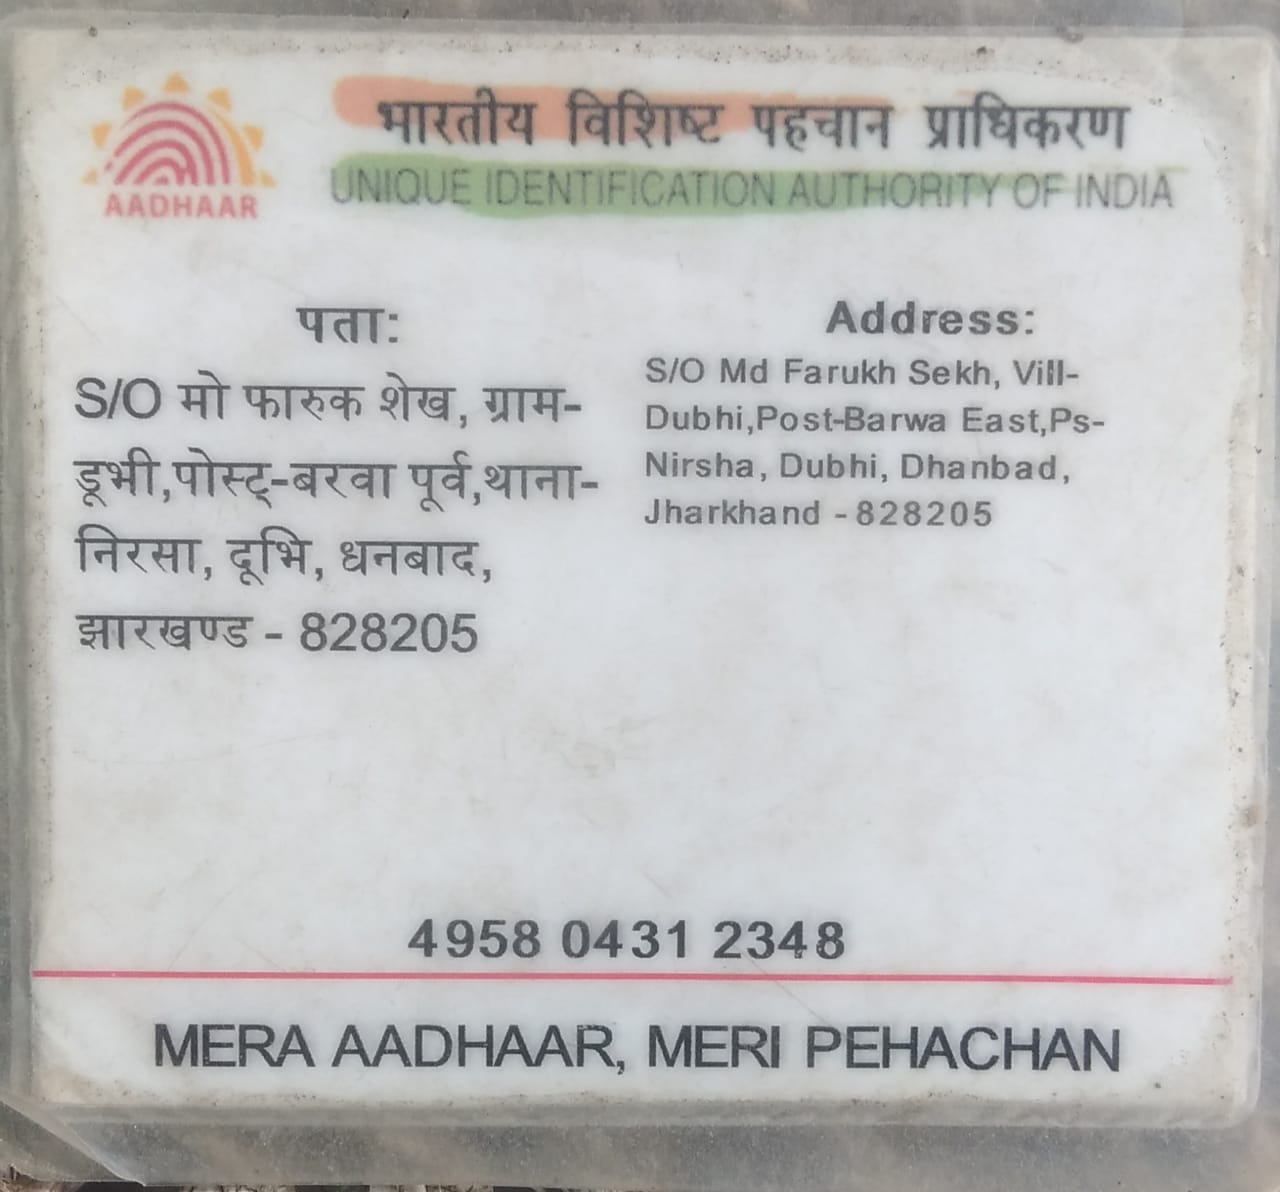 भारतीय विशिष्ट पहचान प्राधिकरण
AADHAAR
UNIQUE IDENTIFICATION AUTHORITY OF INDIA
पता:
S/O मो फारुक शेख, ग्राम-
डूभी,पोस्ट्-बरवा पूर्व,थाना-
निरसा, दूभि, धनबाद,
झारखण्ड - 828205
Address:
S/O Md Farukh Sekh, Vill-
Dubhi,Post-Barwa East,Ps-
Nirsha, Dubhi, Dhanbad,
Jharkhand - 828205
4958 0431 2348
MERA AADHAAR, MERI PEHACHAN